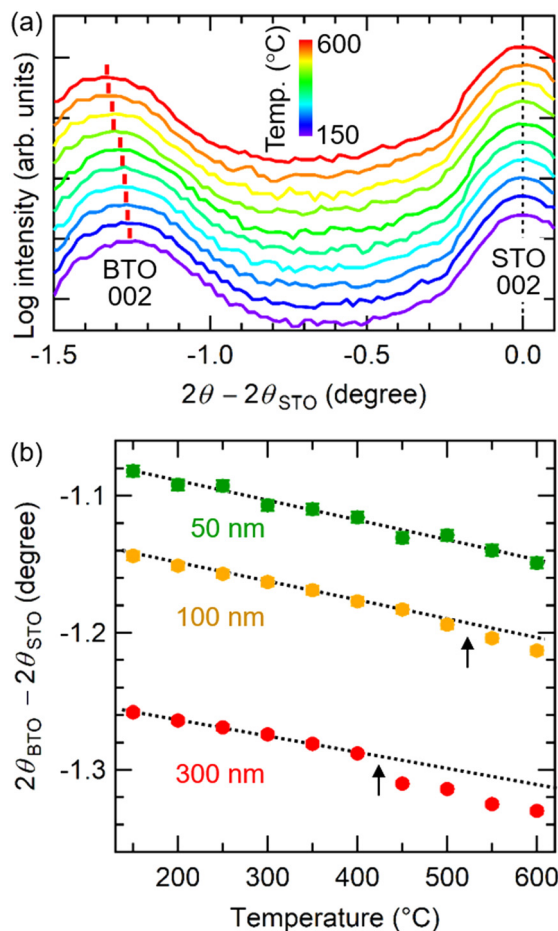 (a)
Log intensity (arb. units)
Temp. (°C)
600
150
BTO
002
STO
002
-1.5
-1.0
-0.5
0.0
2θ − 2θSTO (degree)
(b)
2θBTO − 2θSTO (degree)
-1.1
-1.2
-1.3
50 nm
100 nm
300 nm
200
300
400
500
600
Temperature (°C)